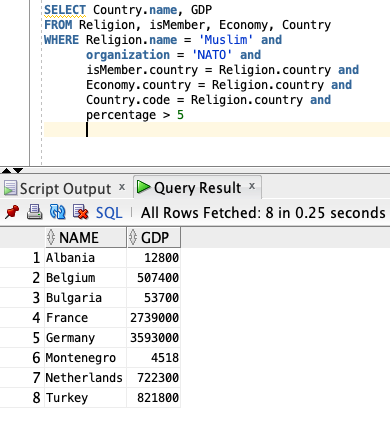 SELECT Country.name, GDP
FROM Religion, isMember, Economy, Country
WHERE Religion.name = 'Muslim' and
organization = 'NATO' and
isMember.country = Religion.country and
Economy.country = Religion.country and
Country.code = Religion.country and
percentage > 5
Script Output × Query Result ×
SQL | All Rows Fetched: 8 in 0.25 seconds
NAME GDP
1 Albania 12800
2 Belgium 507400
3 Bulgaria 53700
4 France 2739000
5 Germany 3593000
6 Montenegro 4518
7 Netherlands 722300
8 Turkey 821800